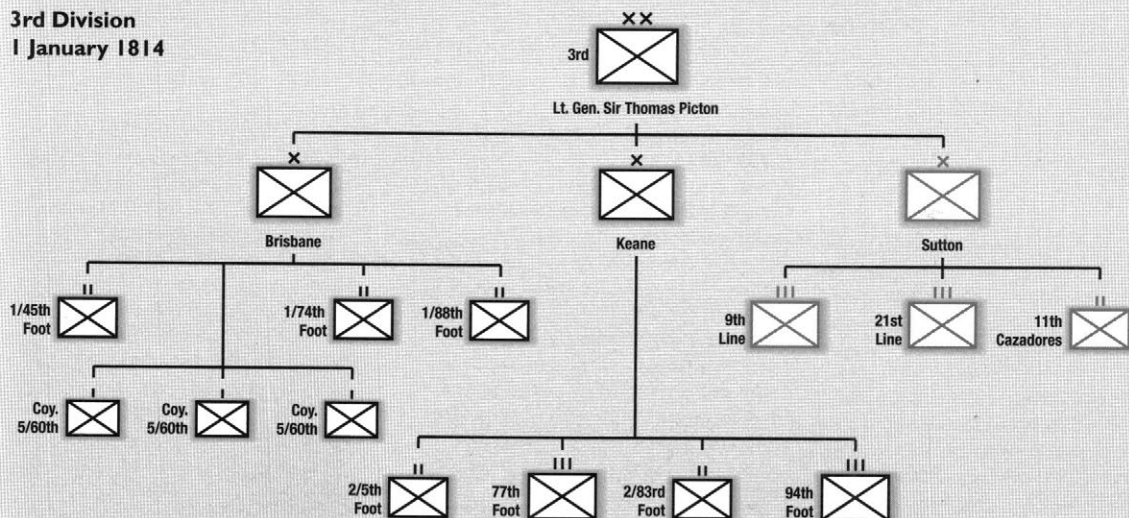 3rd Division
1 January 1814
××
3rd
Lt. Gen. Sir Thomas Picton
×
Brisbane
×
Keane
×
Sutton
II
1/45th
Foot
II
1/74th
Foot
II
1/88th
Foot
III
9th
Line
III
21st
Line
II
11th
Cazadores
I
Coy.
5/60th
I
Coy.
5/60th
I
Coy.
5/60th
II
2/5th
Foot
III
77th
Foot
II
2/83rd
Foot
III
94th
Foot